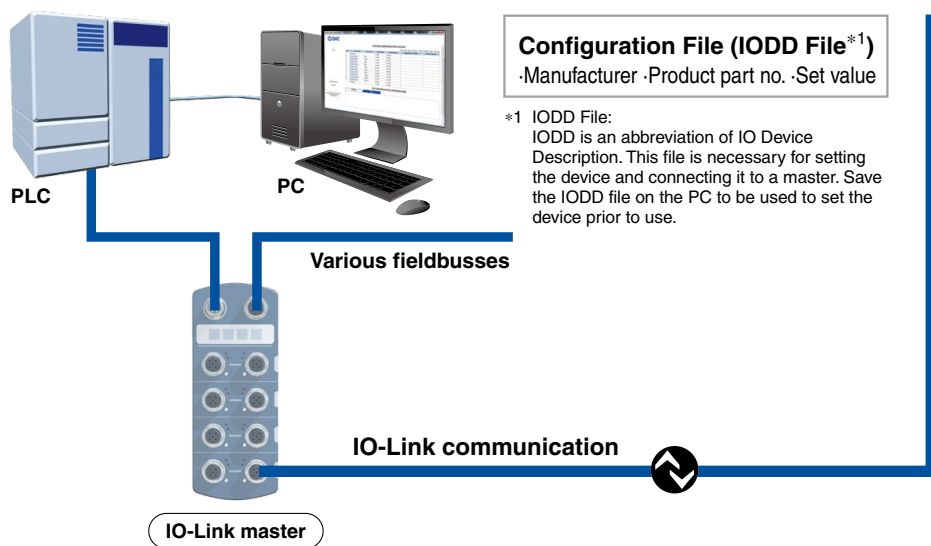 Configuration File (IODD File*1)
·Manufacturer ·Product part no. ·Set value
*1 IODD File:
IODD is an abbreviation of IO Device
Description. This file is necessary for setting
the device and connecting it to a master. Save
the IODD file on the PC to be used to set the
device prior to use.
PLC
PC
Various fieldbusses
IO-Link communication
IO-Link master